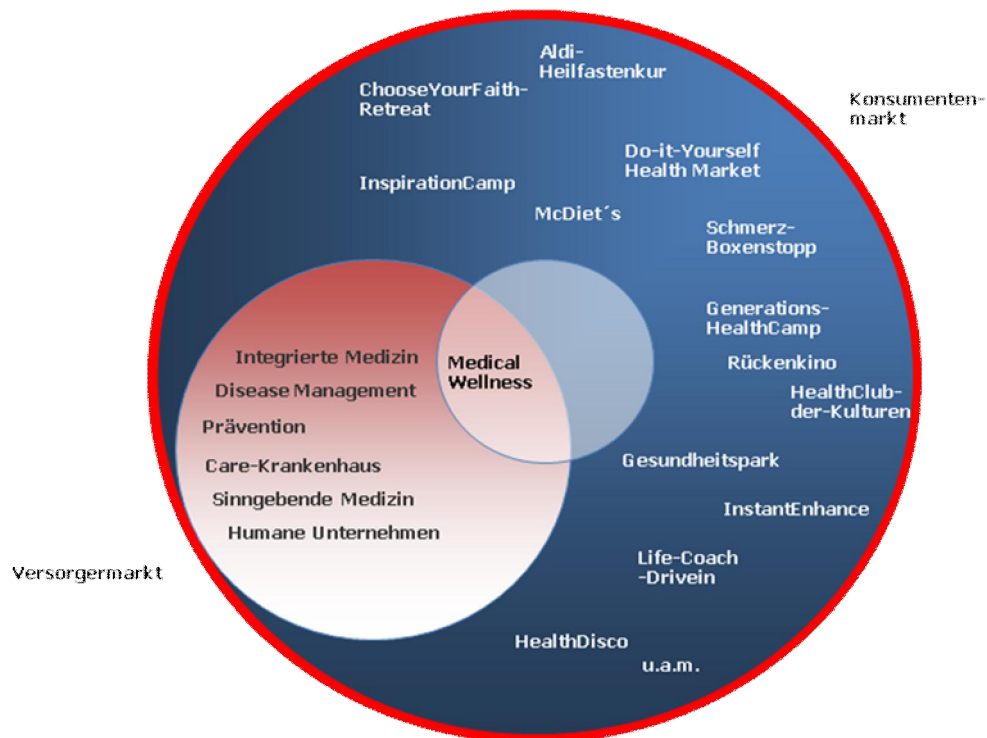 Aldi-
Heilfastenkur
ChooseYourFaith-
Retreat
Konsumenten-
markt
Do-it-Yourself
Health Market
InspirationCamp
McDiet´s
Schmerz-
Boxenstopp
Generations-
HealthCamp
Integrierte Medizin
Medical
Wellness
Rückenkino
Disease Management
HealthClub-
der-Kulturen
Prävention
Care-Krankenhaus
Gesundheitspark
Sinngebende Medizin
InstantEnhance
Humane Unternehmen
Life-Coach
-Drivein
Versorgermarkt
HealthDisco
u.a.m.